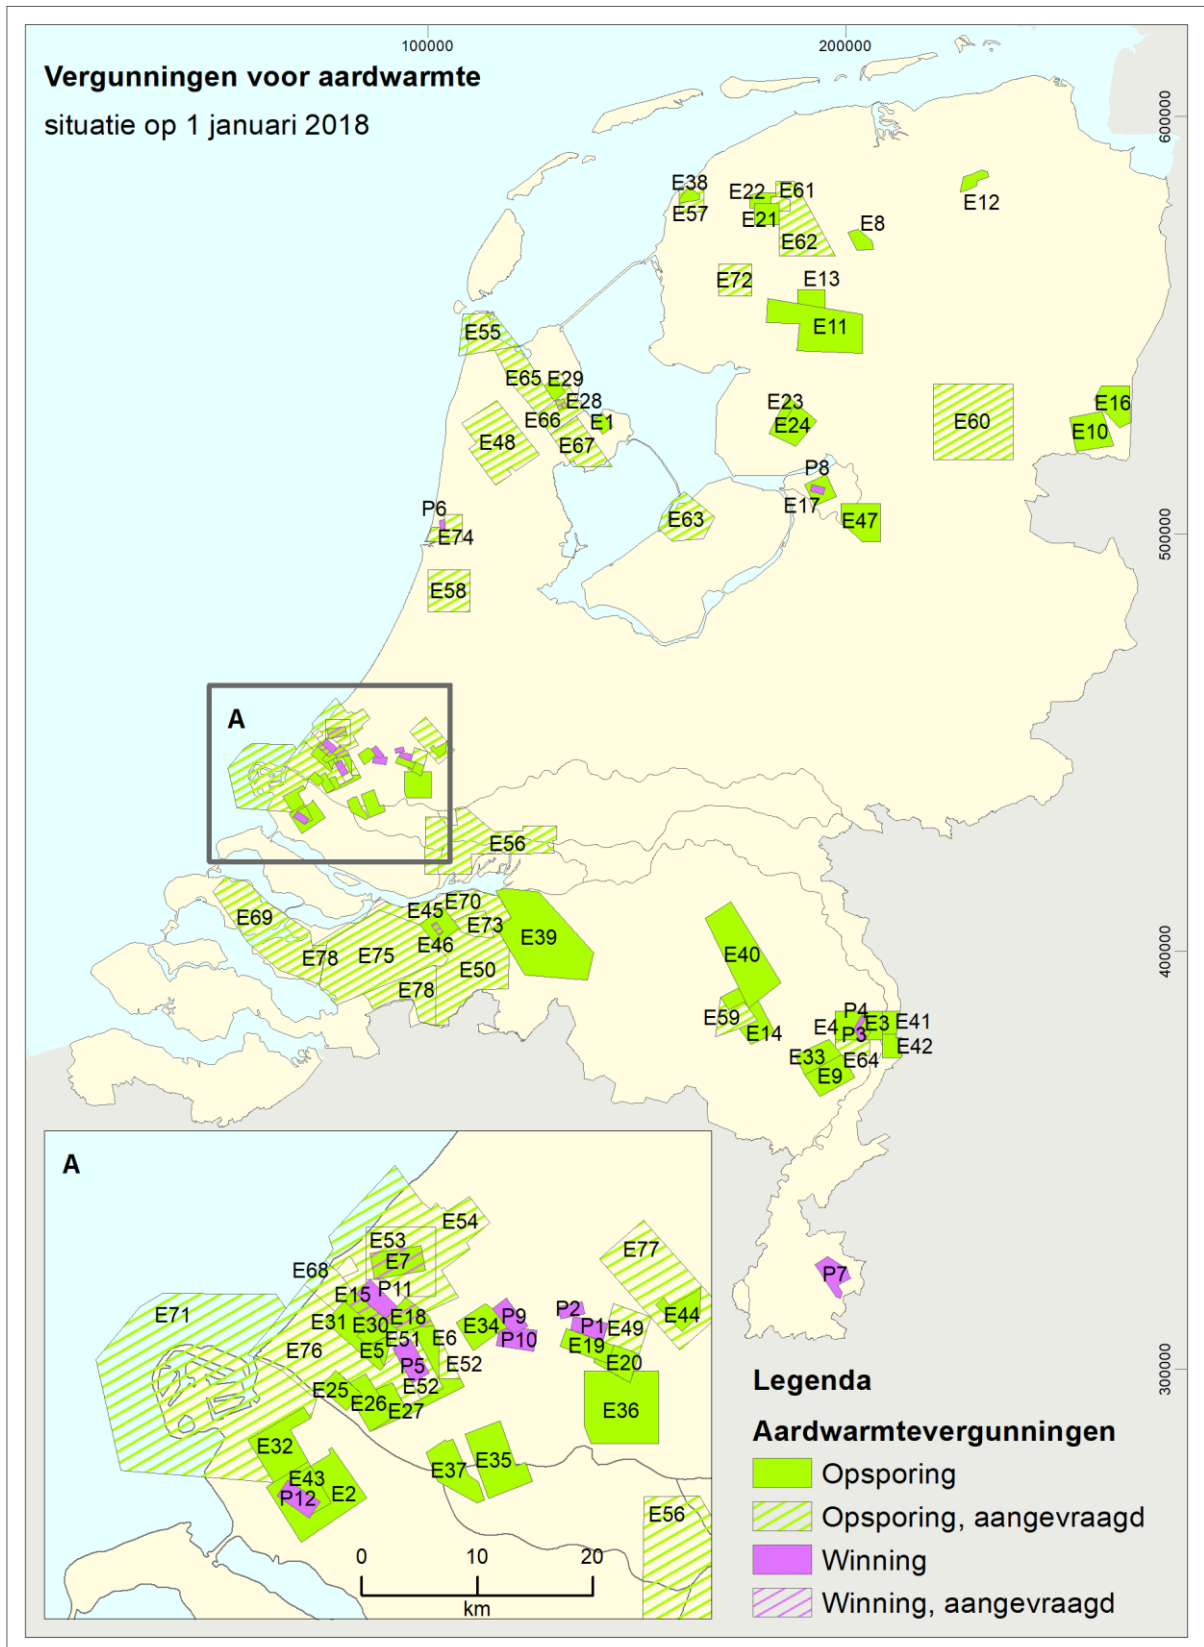 100000
200000
Vergunningen voor aardwarmte
situatie op 1 januari 2018
600000
500000
400000
300000
E38
E57
E22
E61
E21
E62
E8
E12
E72
E13
E11
E55
E65
E29
E28
E66
E1
E67
E48
E23
E24
E60
E16
E10
P8
E17
E47
P6
E74
E63
E58
A
E56
E69
E45
E70
E73
E46
E75
E78
E50
E78
E39
E40
E59
E14
P4
E4
E3
E41
P3
E42
E64
E33
E9
P7
A
E54
E53
E7
E77
E68
E71
E15
P11
E18
P2
P9
P1
E31
E30
E34
E49
E44
E51
E6
P10
E76
E5
E19
P5
E52
E20
E25
E52
E26
E27
E36
E32
E35
E37
E43
E2
P12
E56
0
10
20
km
Legenda
Aardwarmtevergunningen
Opsporing
Opsporing, aangevraagd
Winning
Winning, aangevraagd